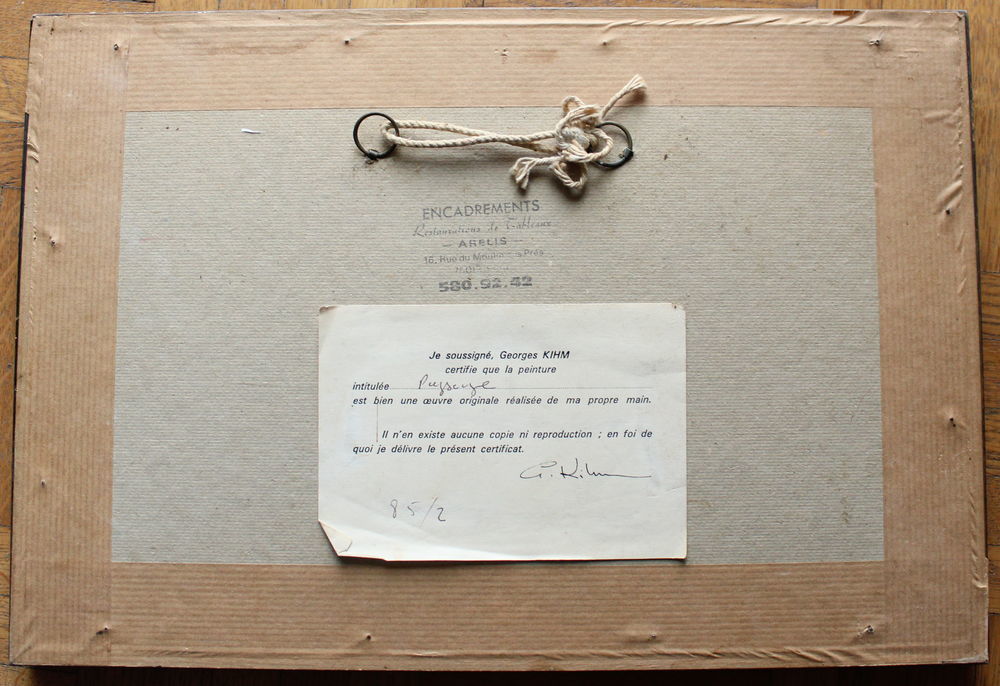 ENCADREMENTS
Restaurations de Tableaux
— ABELIS —
16, Rue du Moulin Prés
580.92.42
Je soussigné, Georges KIHM
certifie que la peinture
intitulée Paysage
est bien une œuvre originale réalisée de ma propre main.
Il n'en existe aucune copie ni reproduction ; en foi de
quoi je délivre le présent certificat.
G. Kihm
85/2